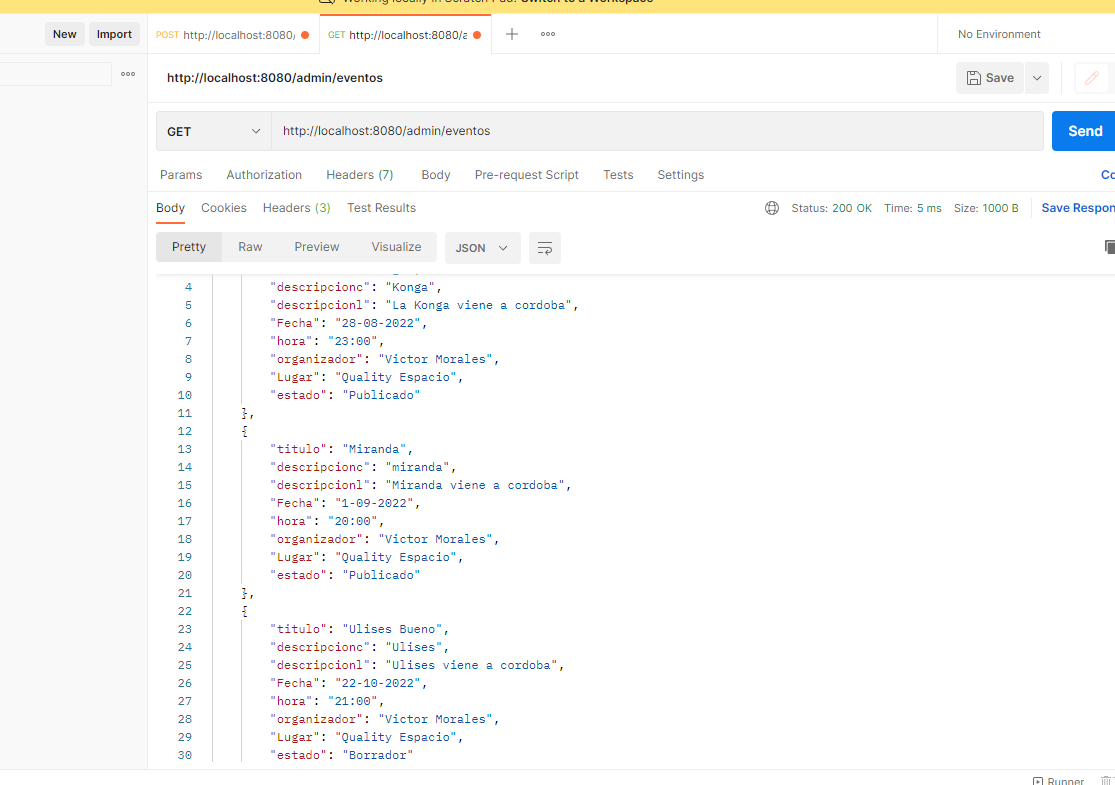 Working locally in Scratch Pad. Switch to a Workspace
New Import POST http://localhost:8080/ GET http://localhost:8080/a No Environment
http://localhost:8080/admin/eventos Save
GET http://localhost:8080/admin/eventos Send
Params Authorization Headers (7) Body Pre-request Script Tests Settings Co
Body Cookies Headers (3) Test Results Status: 200 OK Time: 5 ms Size: 1000 B Save Respon
Pretty Raw Preview Visualize JSON
4 "descripcionc": "Konga",
5 "descripcionl": "La Konga viene a cordoba",
6 "Fecha": "28-08-2022",
7 "hora": "23:00",
8 "organizador": "Victor Morales",
9 "Lugar": "Quality Espacio",
10 "estado": "Publicado"
11 },
12 {
13 "titulo": "Miranda",
14 "descripcionc": "miranda",
15 "descripcionl": "Miranda viene a cordoba",
16 "Fecha": "1-09-2022",
17 "hora": "20:00",
18 "organizador": "Victor Morales",
19 "Lugar": "Quality Espacio",
20 "estado": "Publicado"
21 },
22 {
23 "titulo": "Ulises Bueno",
24 "descripcionc": "Ulises",
25 "descripcionl": "Ulises viene a cordoba",
26 "Fecha": "22-10-2022",
27 "hora": "21:00",
28 "organizador": "Victor Morales",
29 "Lugar": "Quality Espacio",
30 "estado": "Borrador"
Runner